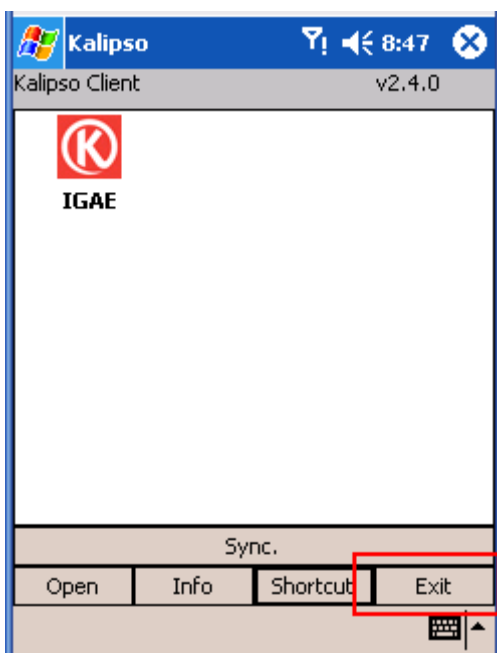 Kalipso 8:47
Kalipso Client v2.4.0
K
IGAE
Sync.
Open Info Shortcut Exit